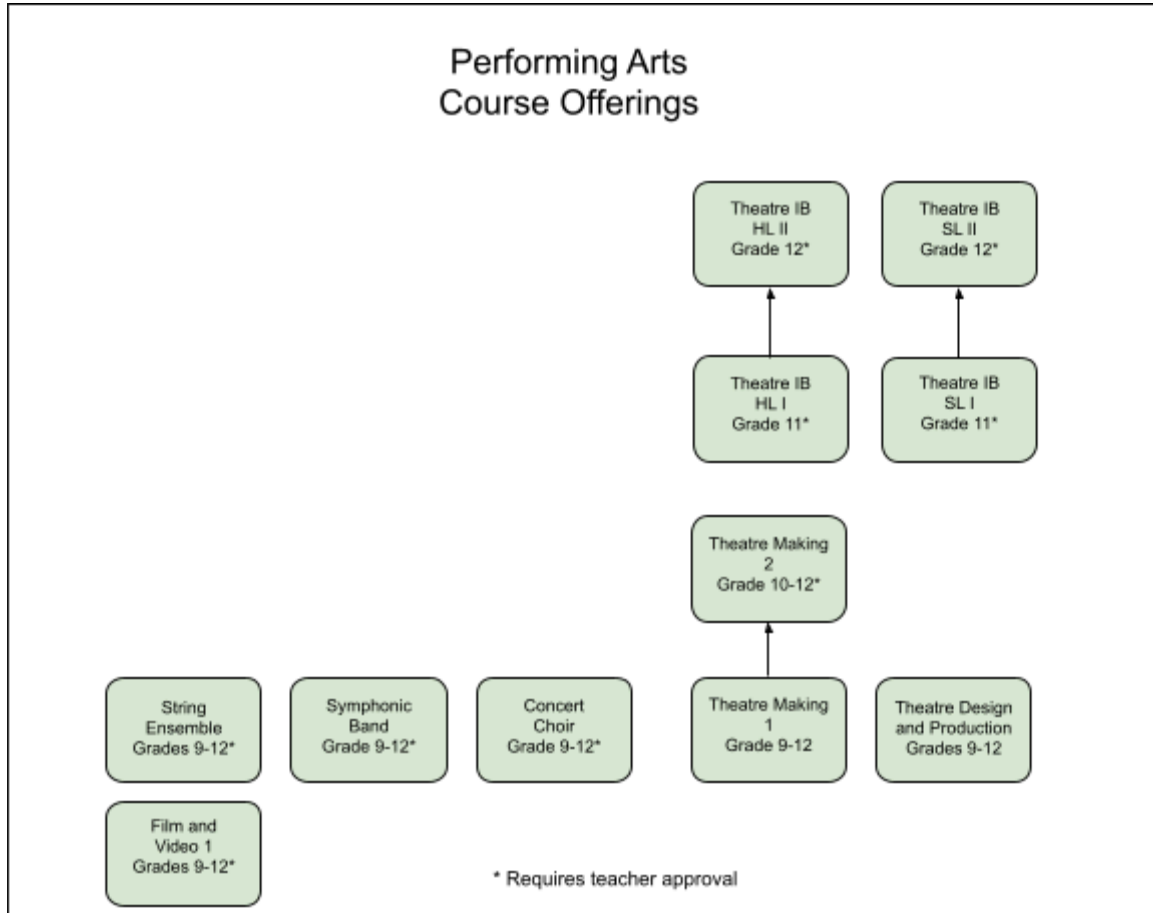 Performing Arts
Course Offerings
Theatre IB
HL II
Grade 12*
Theatre IB
SL II
Grade 12*
Theatre IB
HL I
Grade 11*
Theatre IB
SL I
Grade 11*
Theatre Making
2
Grade 10-12*
String
Ensemble
Grades 9-12*
Symphonic
Band
Grade 9-12*
Concert
Choir
Grade 9-12*
Theatre Making
1
Grade 9-12
Theatre Design
and Production
Grades 9-12
Film and
Video 1
Grades 9-12*
* Requires teacher approval